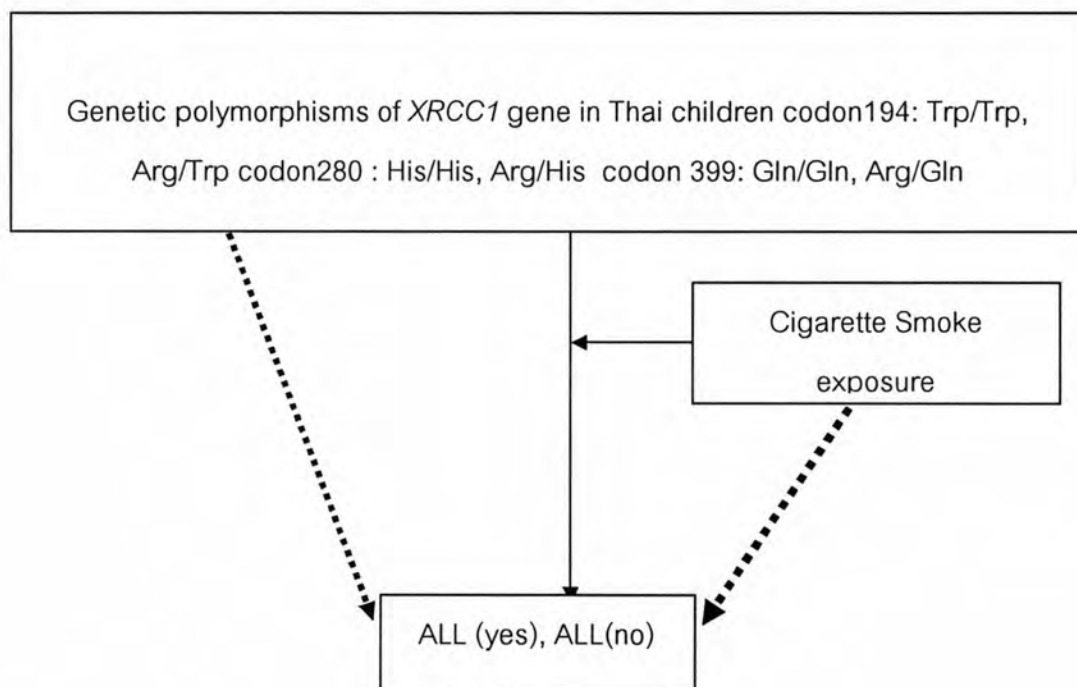 Genetic polymorphisms of XRCC1 gene in Thai children codon194: Trp/Trp,
Arg/Trp codon280 : His/His, Arg/His codon 399: Gln/Gln, Arg/Gln
Cigarette Smoke
exposure
ALL (yes), ALL(no)